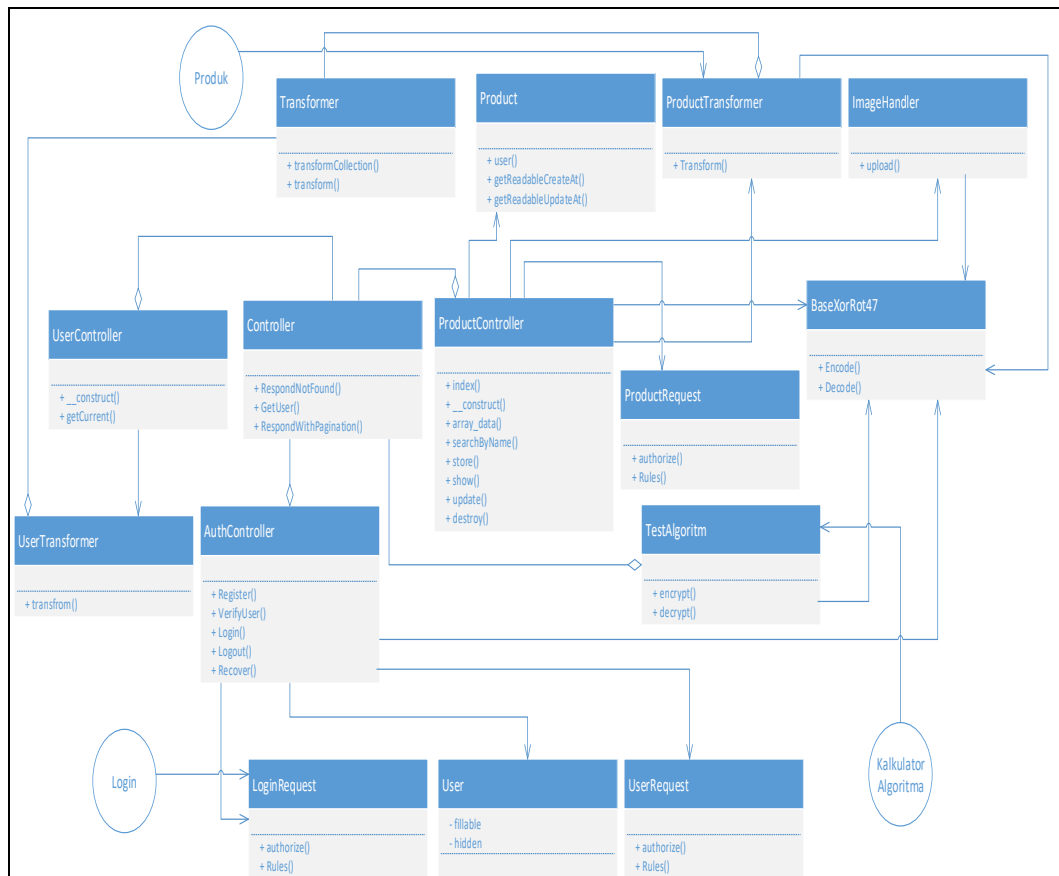 Produk
Transformer
+ transformCollection()
+ transform()
Product
+ user()
+ getReadableCreateAt()
+ getReadableUpdateAt()
ProductTransformer
+ Transform()
ImageHandler
+ upload()
UserController
+ __construct()
+ getCurrent()
Controller
+ RespondNotFound()
+ GetUser()
+ RespondWithPagination()
ProductController
+ index()
+ __construct()
+ array_data()
+ searchByName()
+ store()
+ show()
+ update()
+ destroy()
BaseXorRot47
+ Encode()
+ Decode()
ProductRequest
+ authorize()
+ Rules()
UserTransformer
+ transfrom()
AuthController
+ Register()
+ VerifyUser()
+ Login()
+ Logout()
+ Recover()
TestAlgoritm
+ encrypt()
+ decrypt()
Login
LoginRequest
+ authorize()
+ Rules()
User
- fillable
- hidden
UserRequest
+ authorize()
+ Rules()
Kalkulator
Algoritma